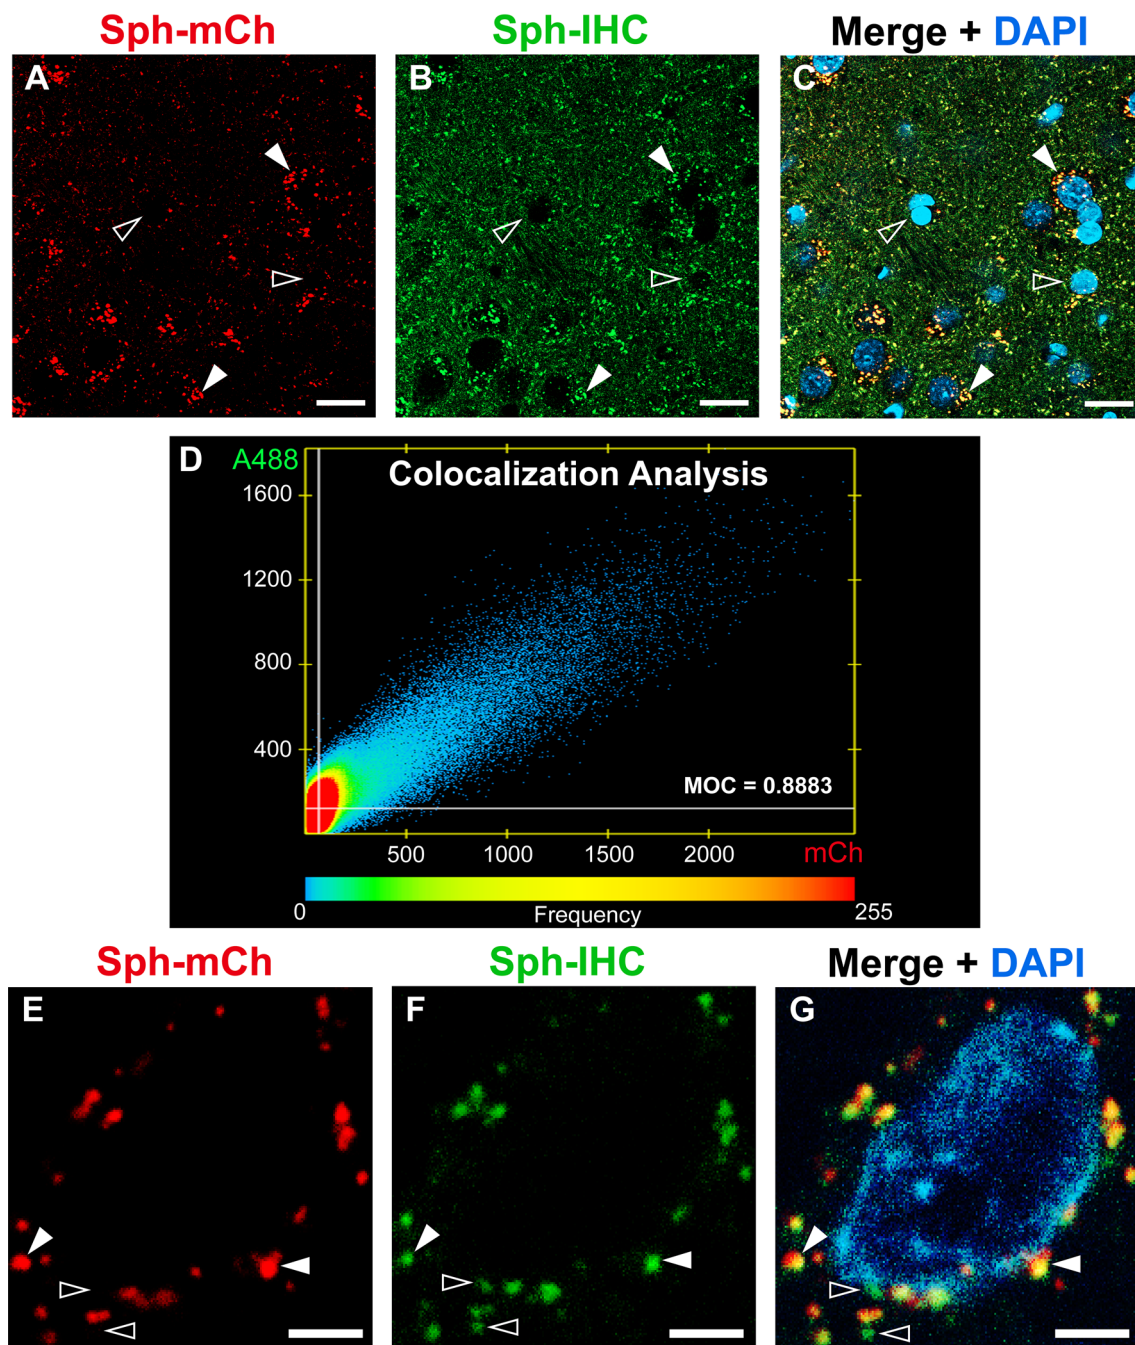 Sph-mCh Sph-IHC Merge + DAPI
A B C
D A488 Colocalization Analysis
1600
1200
800
400
MOC = 0.8883
500 1000 1500 2000 mCh
0 Frequency 255
Sph-mCh Sph-IHC Merge + DAPI
E F G